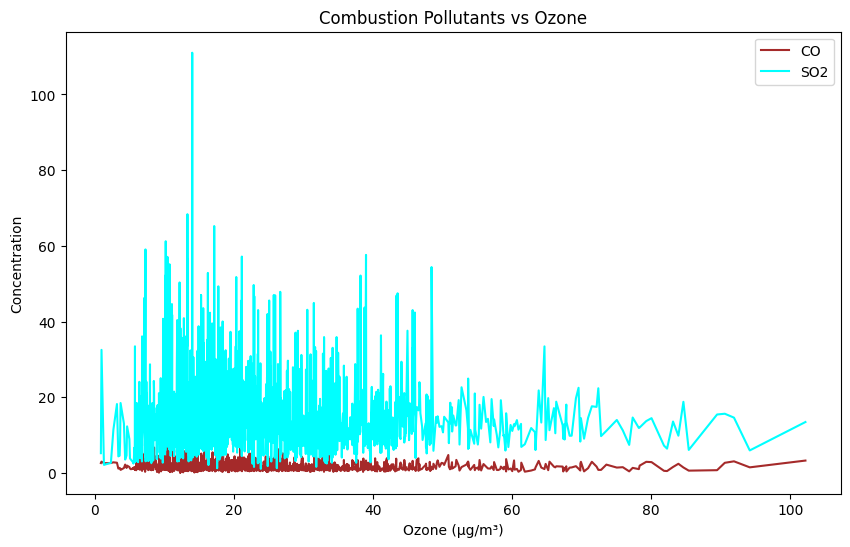 Combustion Pollutants vs Ozone
CO
SO2
Concentration
100
80
60
40
20
0
0 20 40 60 80 100
Ozone (µg/m³)